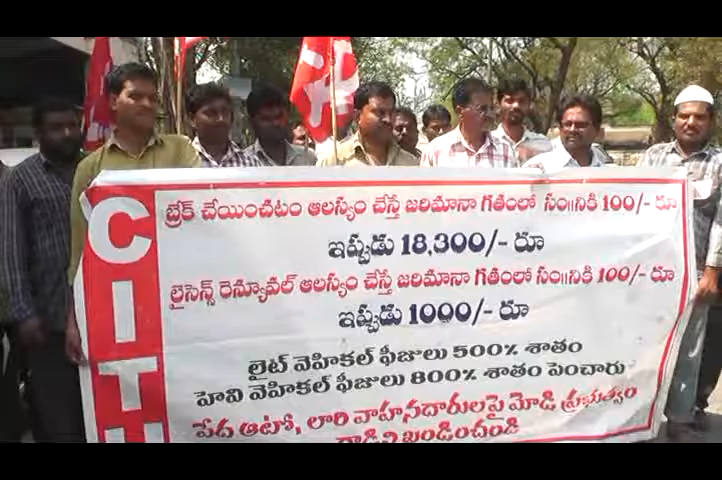 CITU
బ్రేక్ చేయించటం ఆలస్యం చేస్తే జరిమానా గతంలో సం॥నికి 100/- రూ
ఇప్పుడు 18,300/- రూ
లైసెన్స్ రెన్యూవల్ ఆలస్యం చేస్తే జరిమానా గతంలో సం॥నికి 100/- రూ
ఇప్పుడు 1000/- రూ
లైట్ వెహికల్ ఫీజులు 500% శాతం
హెవి వెహికల్ ఫీజులు 800% శాతం పెంచారు
పేద ఆటో, లారి వాహనదారులపై మోడి ప్రభుత్వం
దాడిని ఖండించండి